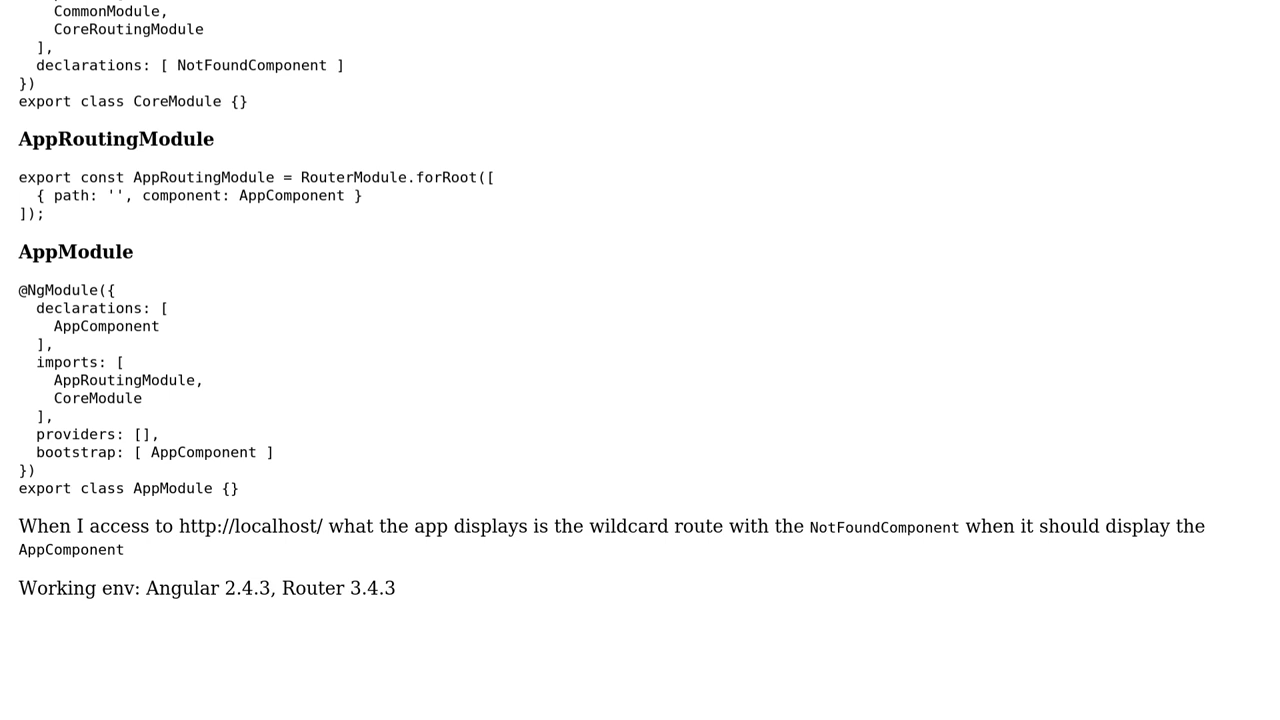 CommonModule,
    CoreRoutingModule
  ],
  declarations: [ NotFoundComponent ]
})
export class CoreModule {}
AppRoutingModule
export const AppRoutingModule = RouterModule.forRoot([
  { path: '', component: AppComponent }
]);
AppModule
@NgModule({
  declarations: [
    AppComponent
  ],
  imports: [
    AppRoutingModule,
    CoreModule
  ],
  providers: [],
  bootstrap: [ AppComponent ]
})
export class AppModule {}
When I access to http://localhost/ what the app displays is the wildcard route with the NotFoundComponent when it should display the
AppComponent
Working env: Angular 2.4.3, Router 3.4.3